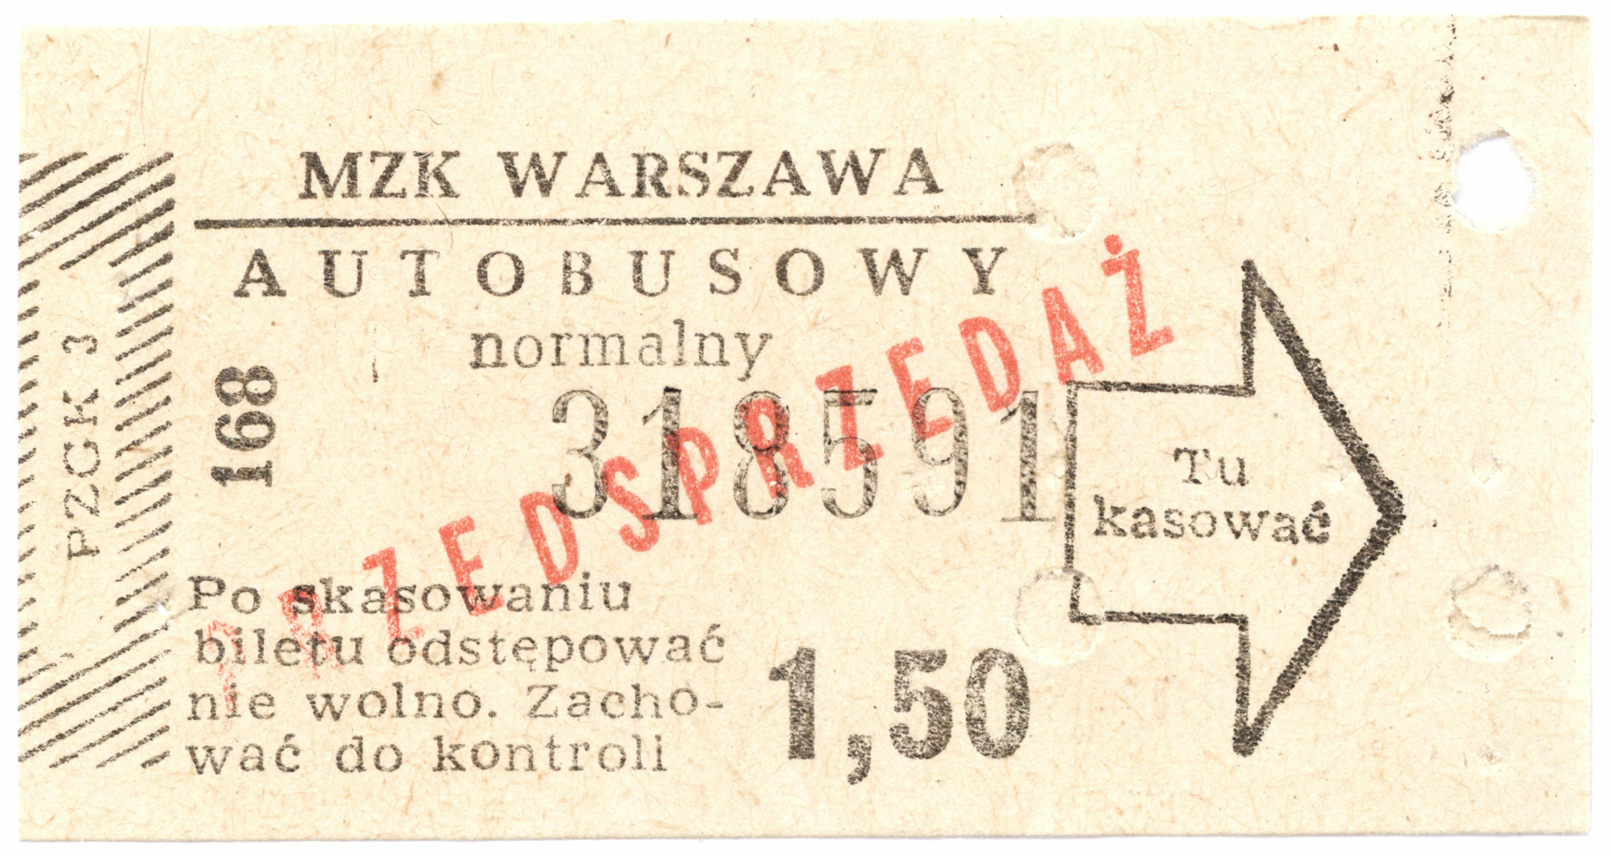 MZK WARSZAWA
AUTOBUSOWY
normalny
168
318591
PRZEDSPRZEDAŻ
PZGK 3
Tu
kasować
Po skasowaniu
biletu odstępować
nie wolno. Zacho-
wać do kontroli
1,50